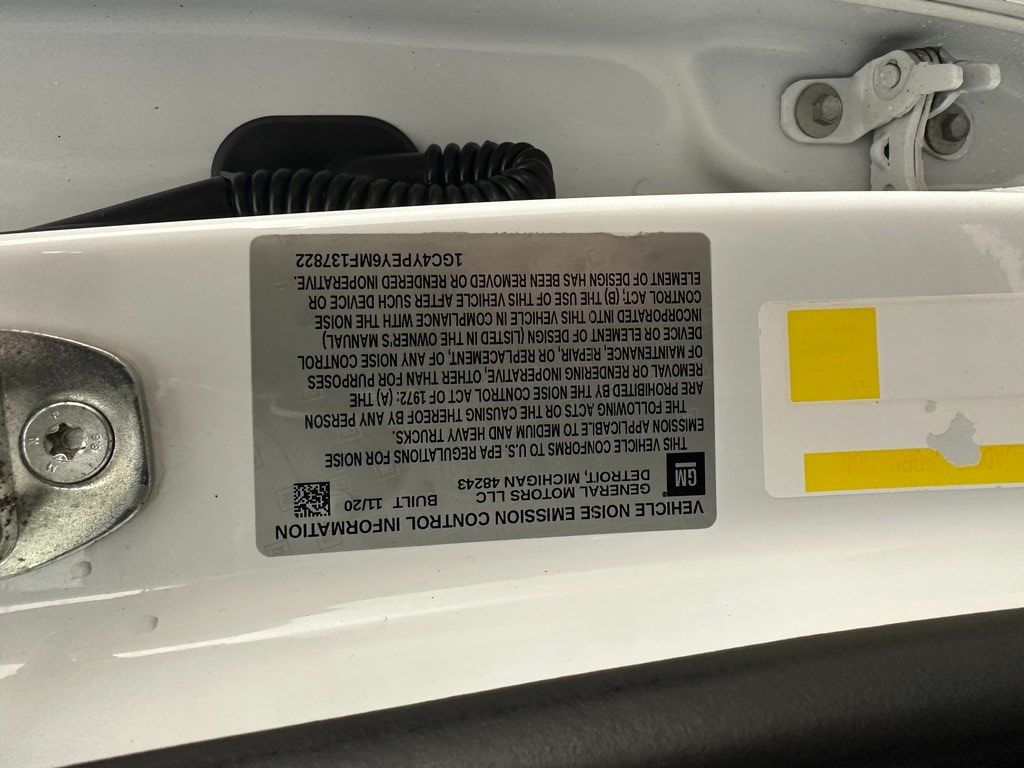 VEHICLE NOISE EMISSION CONTROL INFORMATION
GM
GENERAL MOTORS LLC
DETROIT, MICHIGAN 48243
BUILT 11/20
THIS VEHICLE CONFORMS TO U.S. EPA REGULATIONS FOR NOISE
EMISSION APPLICABLE TO MEDIUM AND HEAVY TRUCKS.
THE FOLLOWING ACTS OR THE CAUSING THEREOF BY ANY PERSON
ARE PROHIBITED BY THE NOISE CONTROL ACT OF 1972: (A) THE
REMOVAL OR RENDERING INOPERATIVE, OTHER THAN FOR PURPOSES
OF MAINTENANCE, REPAIR, OR REPLACEMENT, OF ANY NOISE CONTROL
DEVICE OR ELEMENT OF DESIGN (LISTED IN THE OWNER'S MANUAL)
INCORPORATED INTO THIS VEHICLE IN COMPLIANCE WITH THE NOISE
CONTROL ACT; (B) THE USE OF THIS VEHICLE AFTER SUCH DEVICE OR
ELEMENT OF DESIGN HAS BEEN REMOVED OR RENDERED INOPERATIVE.
1GC4YPEY6MF137822